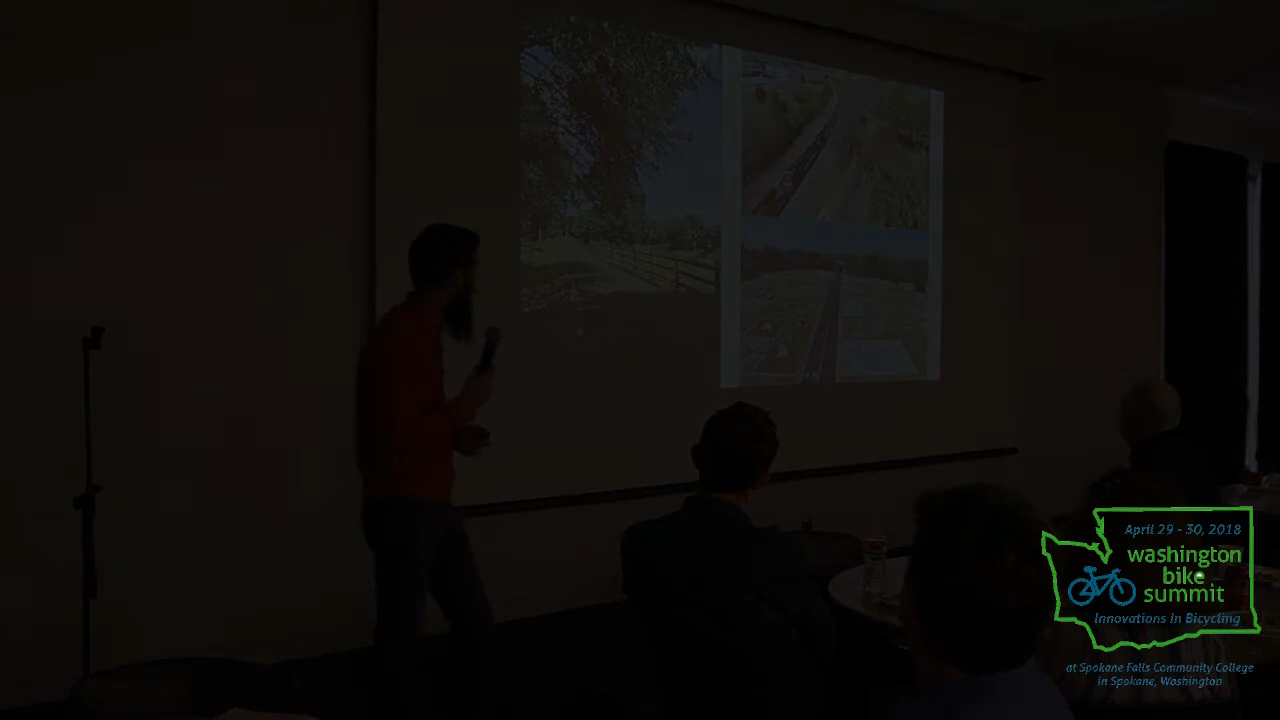 April 29 - 30, 2018
washington
bike
summit
Innovations in Bicycling
at Spokane Falls Community College
in Spokane, Washington